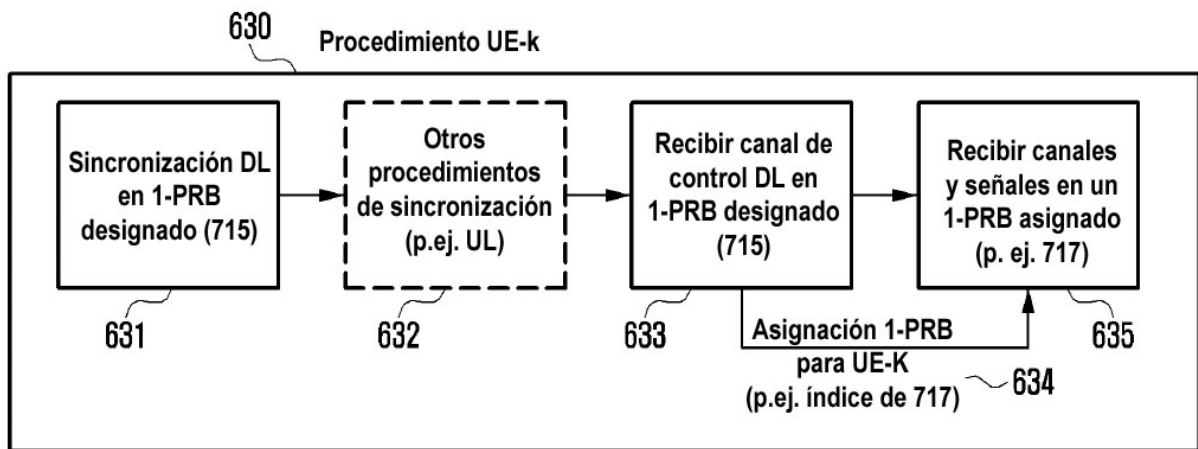 630
Procedimiento UE-k
Sincronización DL
en 1-PRB
designado (715)
631
Otros
procedimientos
de sincronización
(p.ej. UL)
632
Recibir canal de
control DL en
1-PRB designado
(715)
633
Recibir canales
y señales en un
1-PRB asignado
(p. ej. 717)
635
Asignación 1-PRB
para UE-K
(p.ej. índice de 717)
634